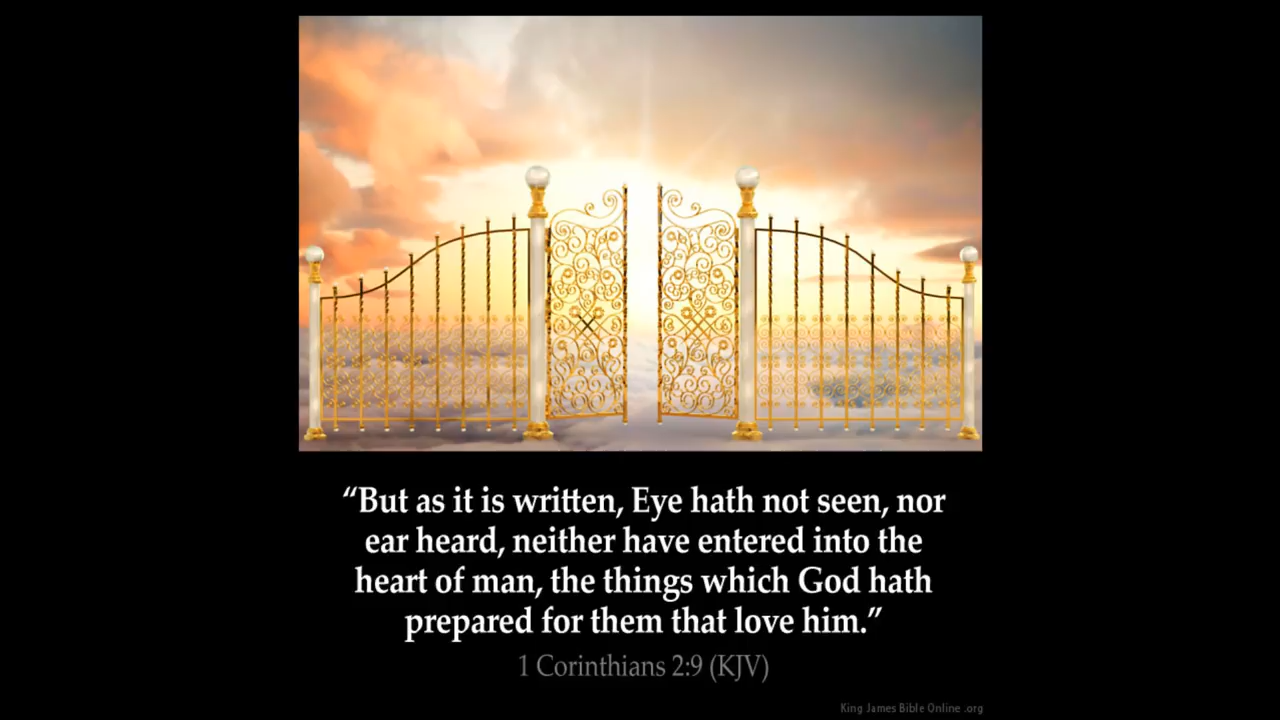 “But as it is written, Eye hath not seen, nor
ear heard, neither have entered into the
heart of man, the things which God hath
prepared for them that love him.”
1 Corinthians 2:9 (KJV)
King James Bible Online .org